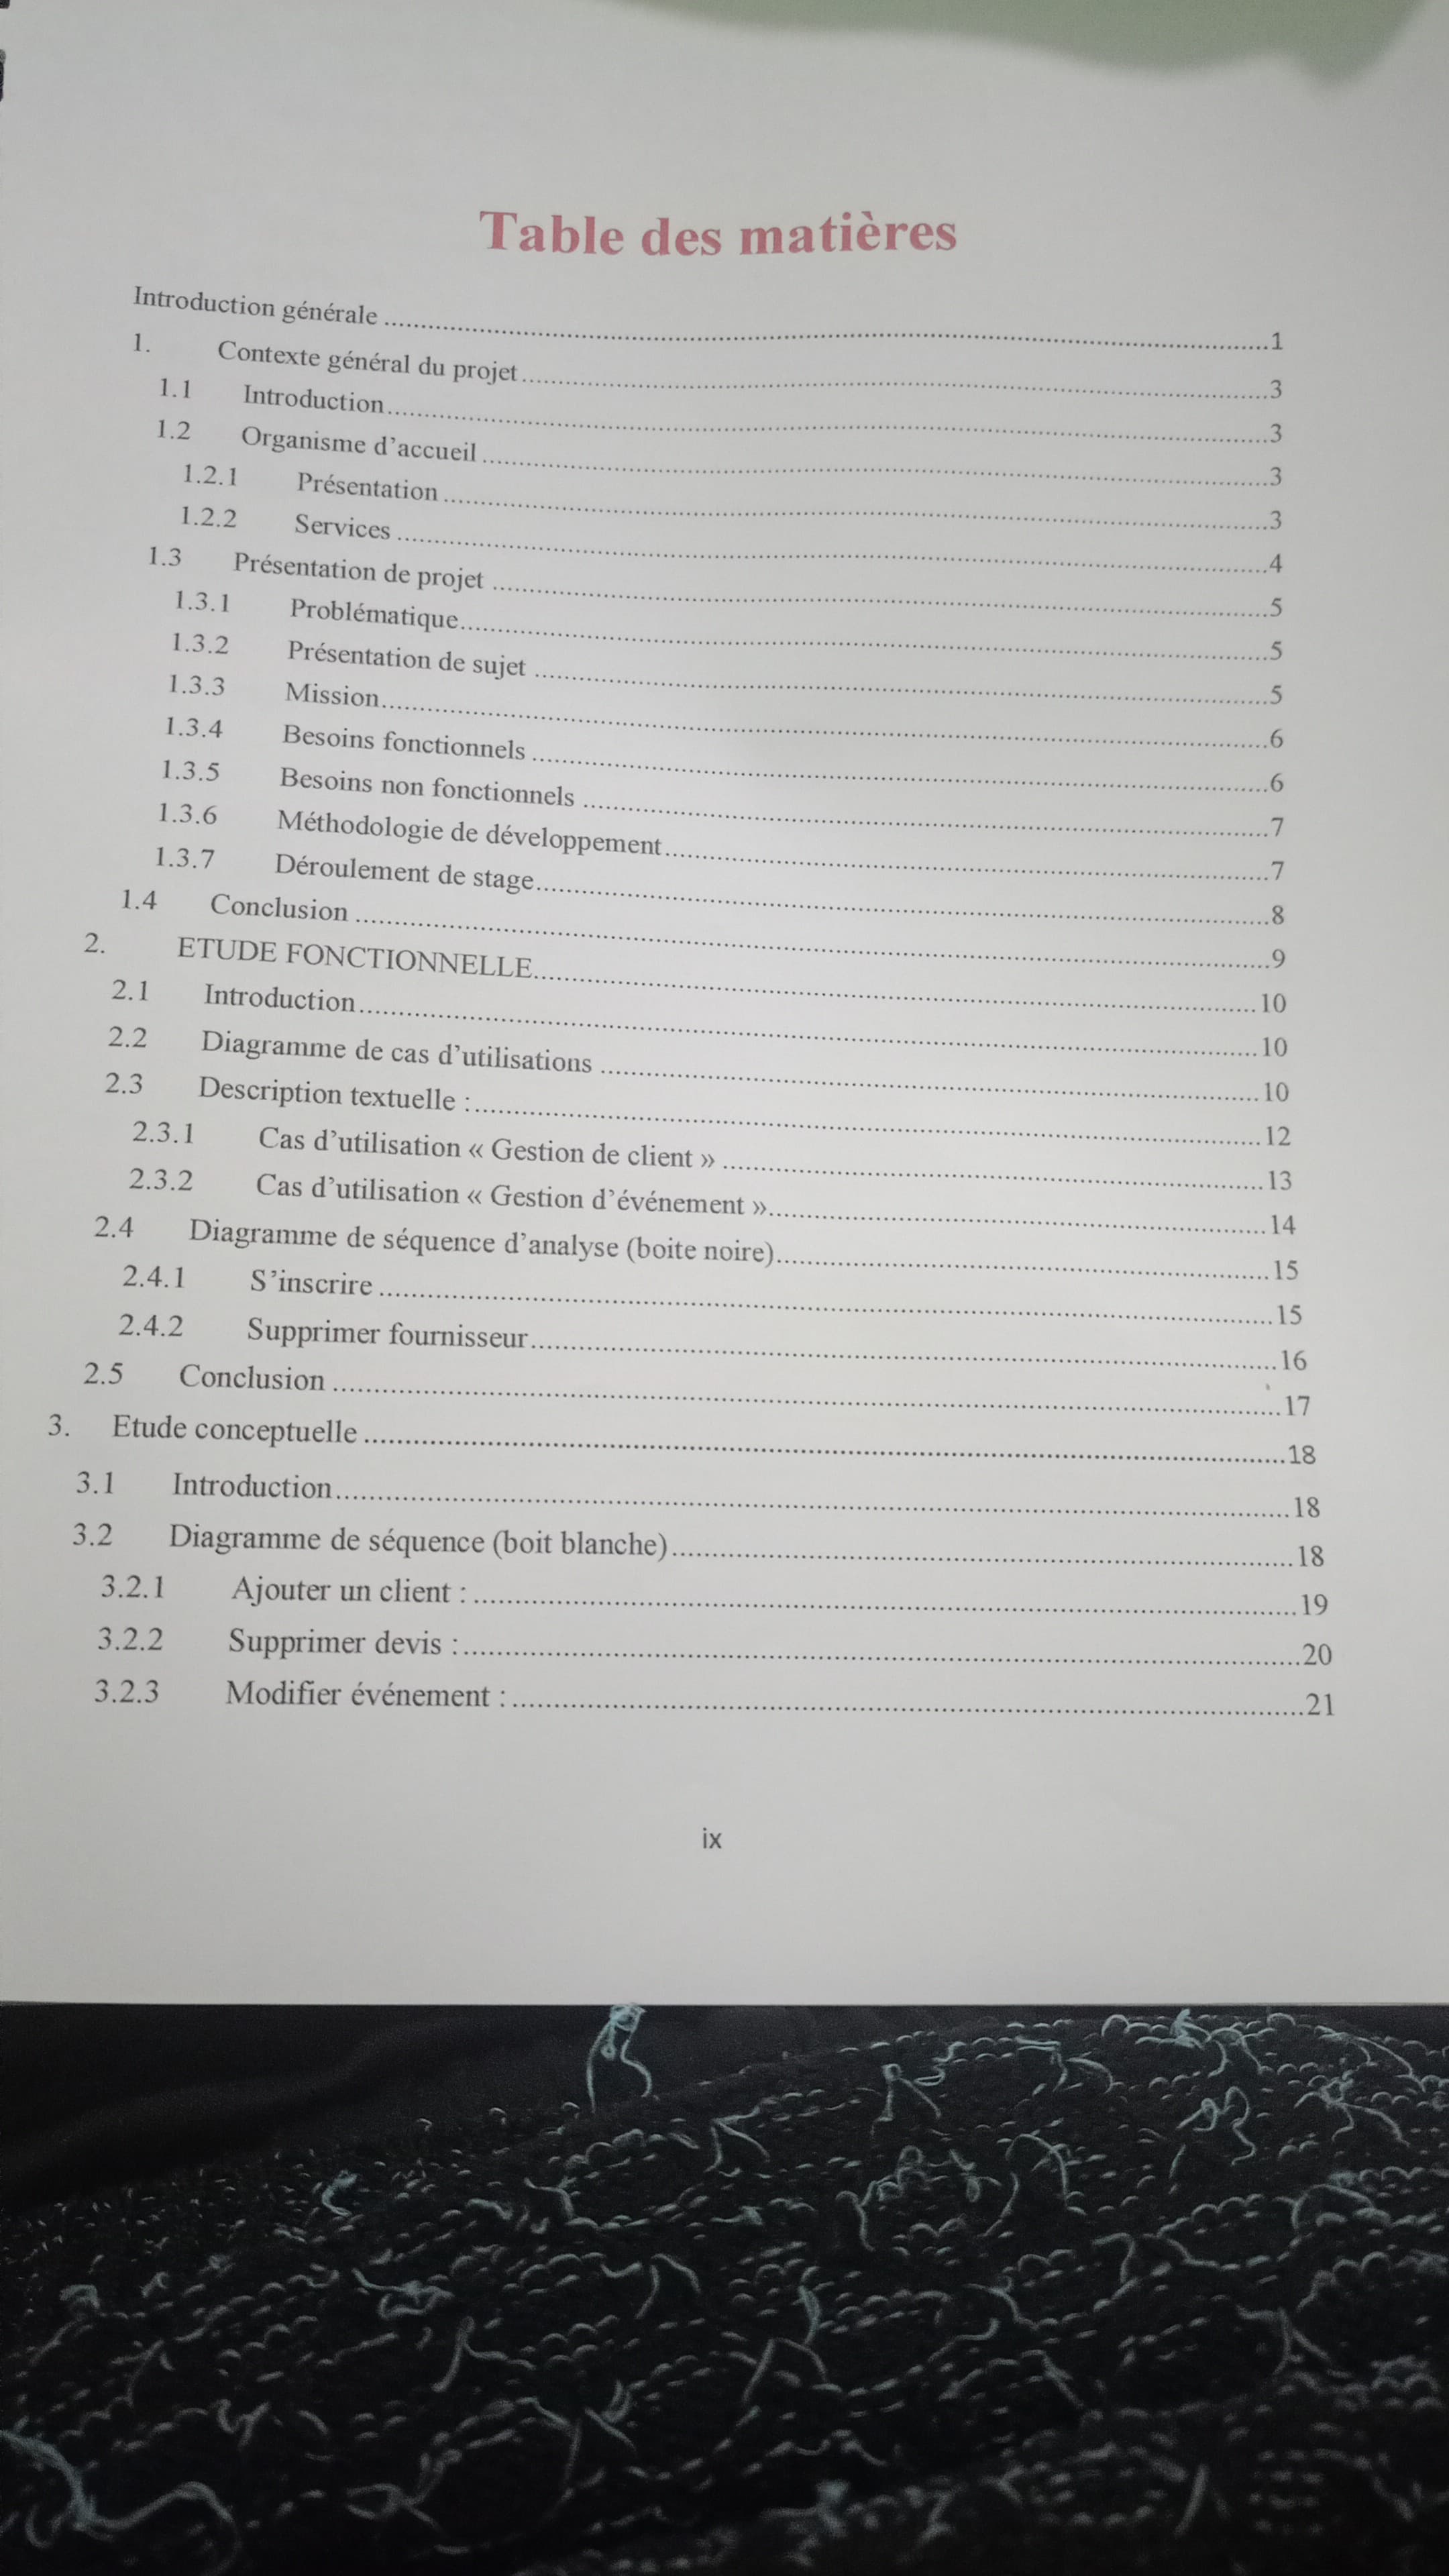 Table des matières
Introduction générale ........ 1
1. Contexte général du projet ........ 3
1.1 Introduction ........ 3
1.2 Organisme d’accueil ........ 3
1.2.1 Présentation ........ 3
1.2.2 Services ........ 4
1.3 Présentation de projet ........ 5
1.3.1 Problématique ........ 5
1.3.2 Présentation de sujet ........ 5
1.3.3 Mission ........ 6
1.3.4 Besoins fonctionnels ........ 6
1.3.5 Besoins non fonctionnels ........ 7
1.3.6 Méthodologie de développement ........ 7
1.3.7 Déroulement de stage ........ 8
1.4 Conclusion ........ 9
2. ETUDE FONCTIONNELLE ........ 10
2.1 Introduction ........ 10
2.2 Diagramme de cas d’utilisations ........ 10
2.3 Description textuelle : ........ 12
2.3.1 Cas d’utilisation « Gestion de client » ........ 13
2.3.2 Cas d’utilisation « Gestion d’événement » ........ 14
2.4 Diagramme de séquence d’analyse (boite noire) ........ 15
2.4.1 S’inscrire ........ 15
2.4.2 Supprimer fournisseur ........ 16
2.5 Conclusion ........ 17
3. Etude conceptuelle ........ 18
3.1 Introduction ........ 18
3.2 Diagramme de séquence (boit blanche) ........ 18
3.2.1 Ajouter un client : ........ 19
3.2.2 Supprimer devis : ........ 20
3.2.3 Modifier événement : ........ 21
ix